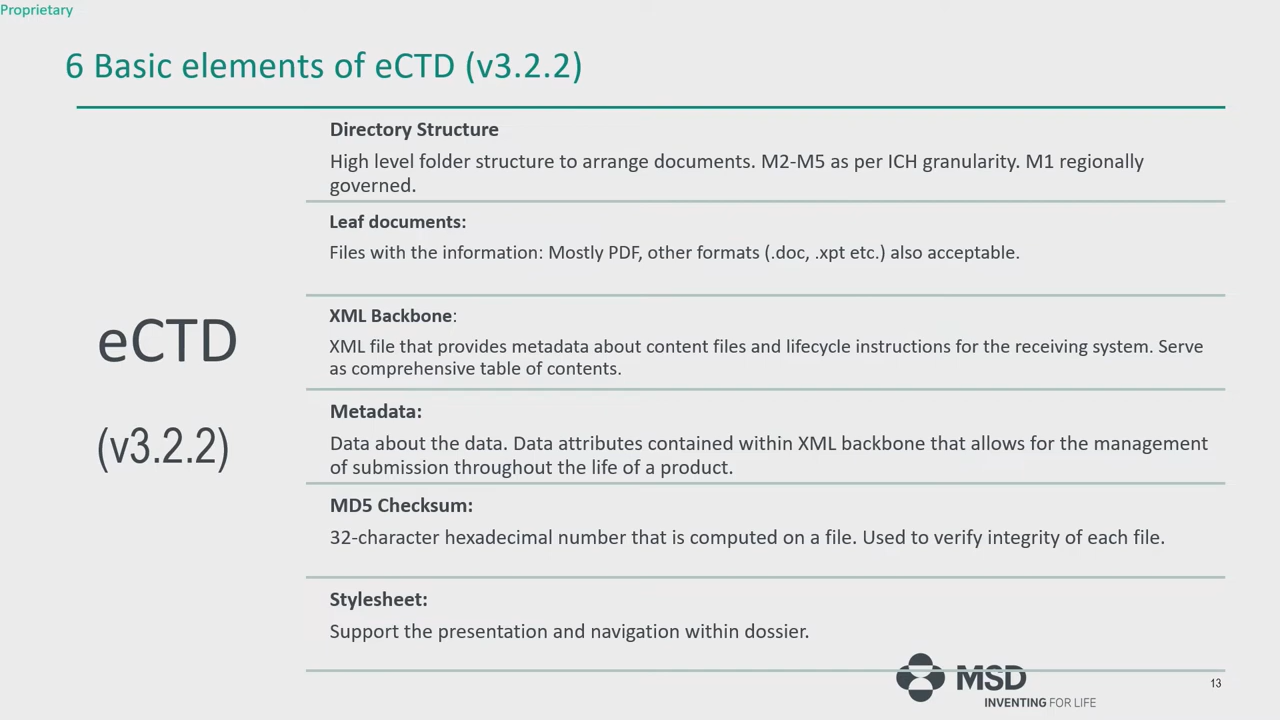 Proprietary
6 Basic elements of eCTD (v3.2.2)
eCTD
(v3.2.2)
Directory Structure
High level folder structure to arrange documents. M2-M5 as per ICH granularity. M1 regionally
governed.
Leaf documents:
Files with the information: Mostly PDF, other formats (.doc, .xpt etc.) also acceptable.
XML Backbone:
XML file that provides metadata about content files and lifecycle instructions for the receiving system. Serve
as comprehensive table of contents.
Metadata:
Data about the data. Data attributes contained within XML backbone that allows for the management
of submission throughout the life of a product.
MD5 Checksum:
32-character hexadecimal number that is computed on a file. Used to verify integrity of each file.
Stylesheet:
Support the presentation and navigation within dossier.
MSD
INVENTING FOR LIFE
13